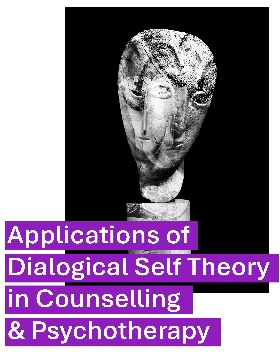 Applications of
Dialogical Self Theory
in Counselling
& Psychotherapy